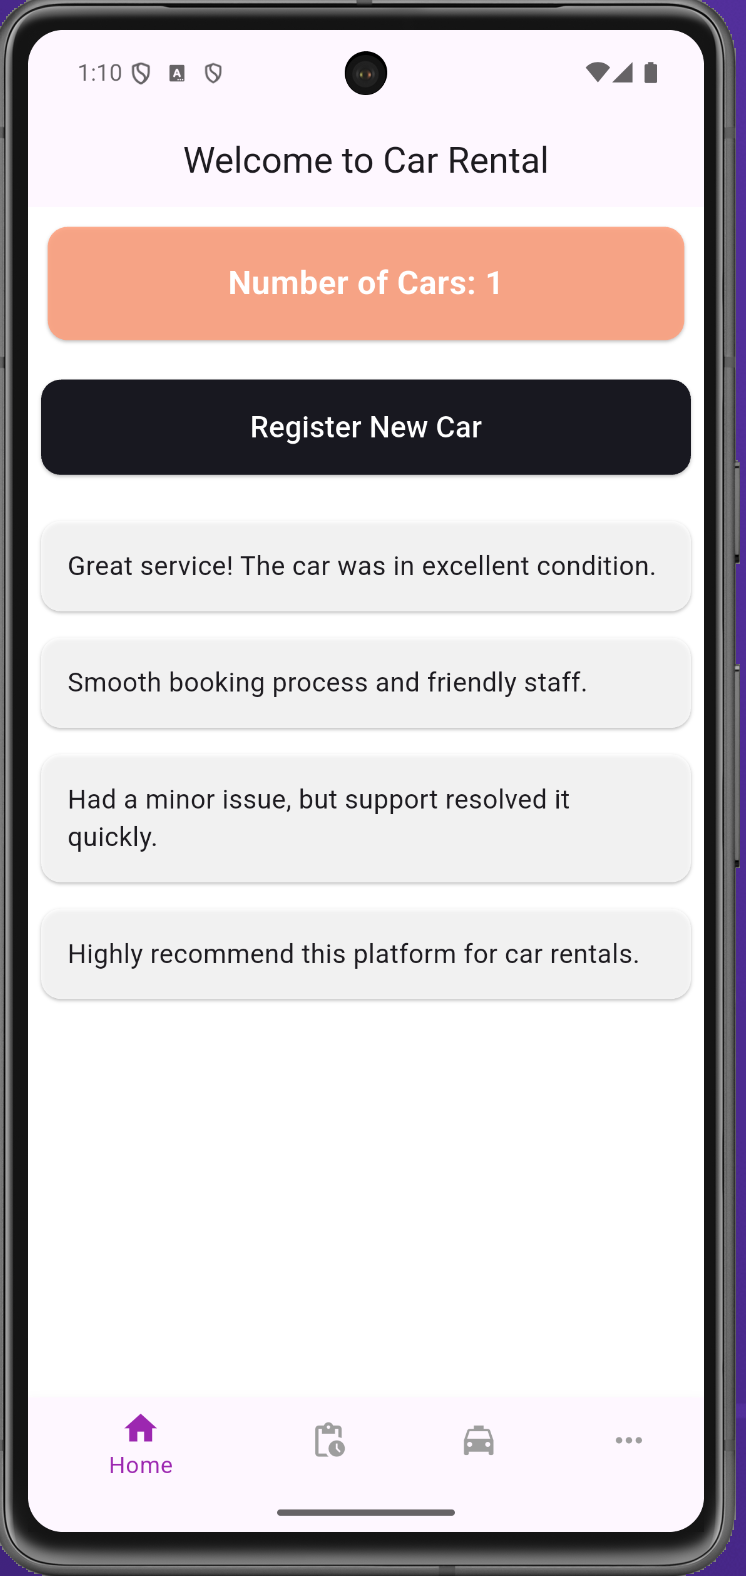 1:10
Welcome to Car Rental
Number of Cars: 1
Register New Car
Great service! The car was in excellent condition.
Smooth booking process and friendly staff.
Had a minor issue, but support resolved it
quickly.
Highly recommend this platform for car rentals.
Home